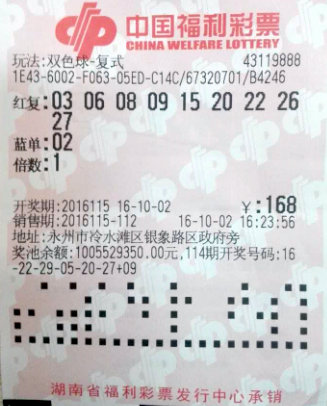 中国福利彩票
CHINA WELFARE LOTTERY
玩法:双色球-复式 43119888
1E43-6002-F063-05ED-C14C/67320701/B4246
红复:03 06 08 09 15 20 22 26
27
蓝单:02
倍数:1
开奖期:2016115 16-10-02 ¥:168
销售期:2016115-112 16-10-02 16:23:56
地址:永州市冷水滩区银象路区政府旁
奖池余额:1005529350.00元,114期开奖号码:16
-22-29-05-20-27+09
湖南省福利彩票发行中心承销